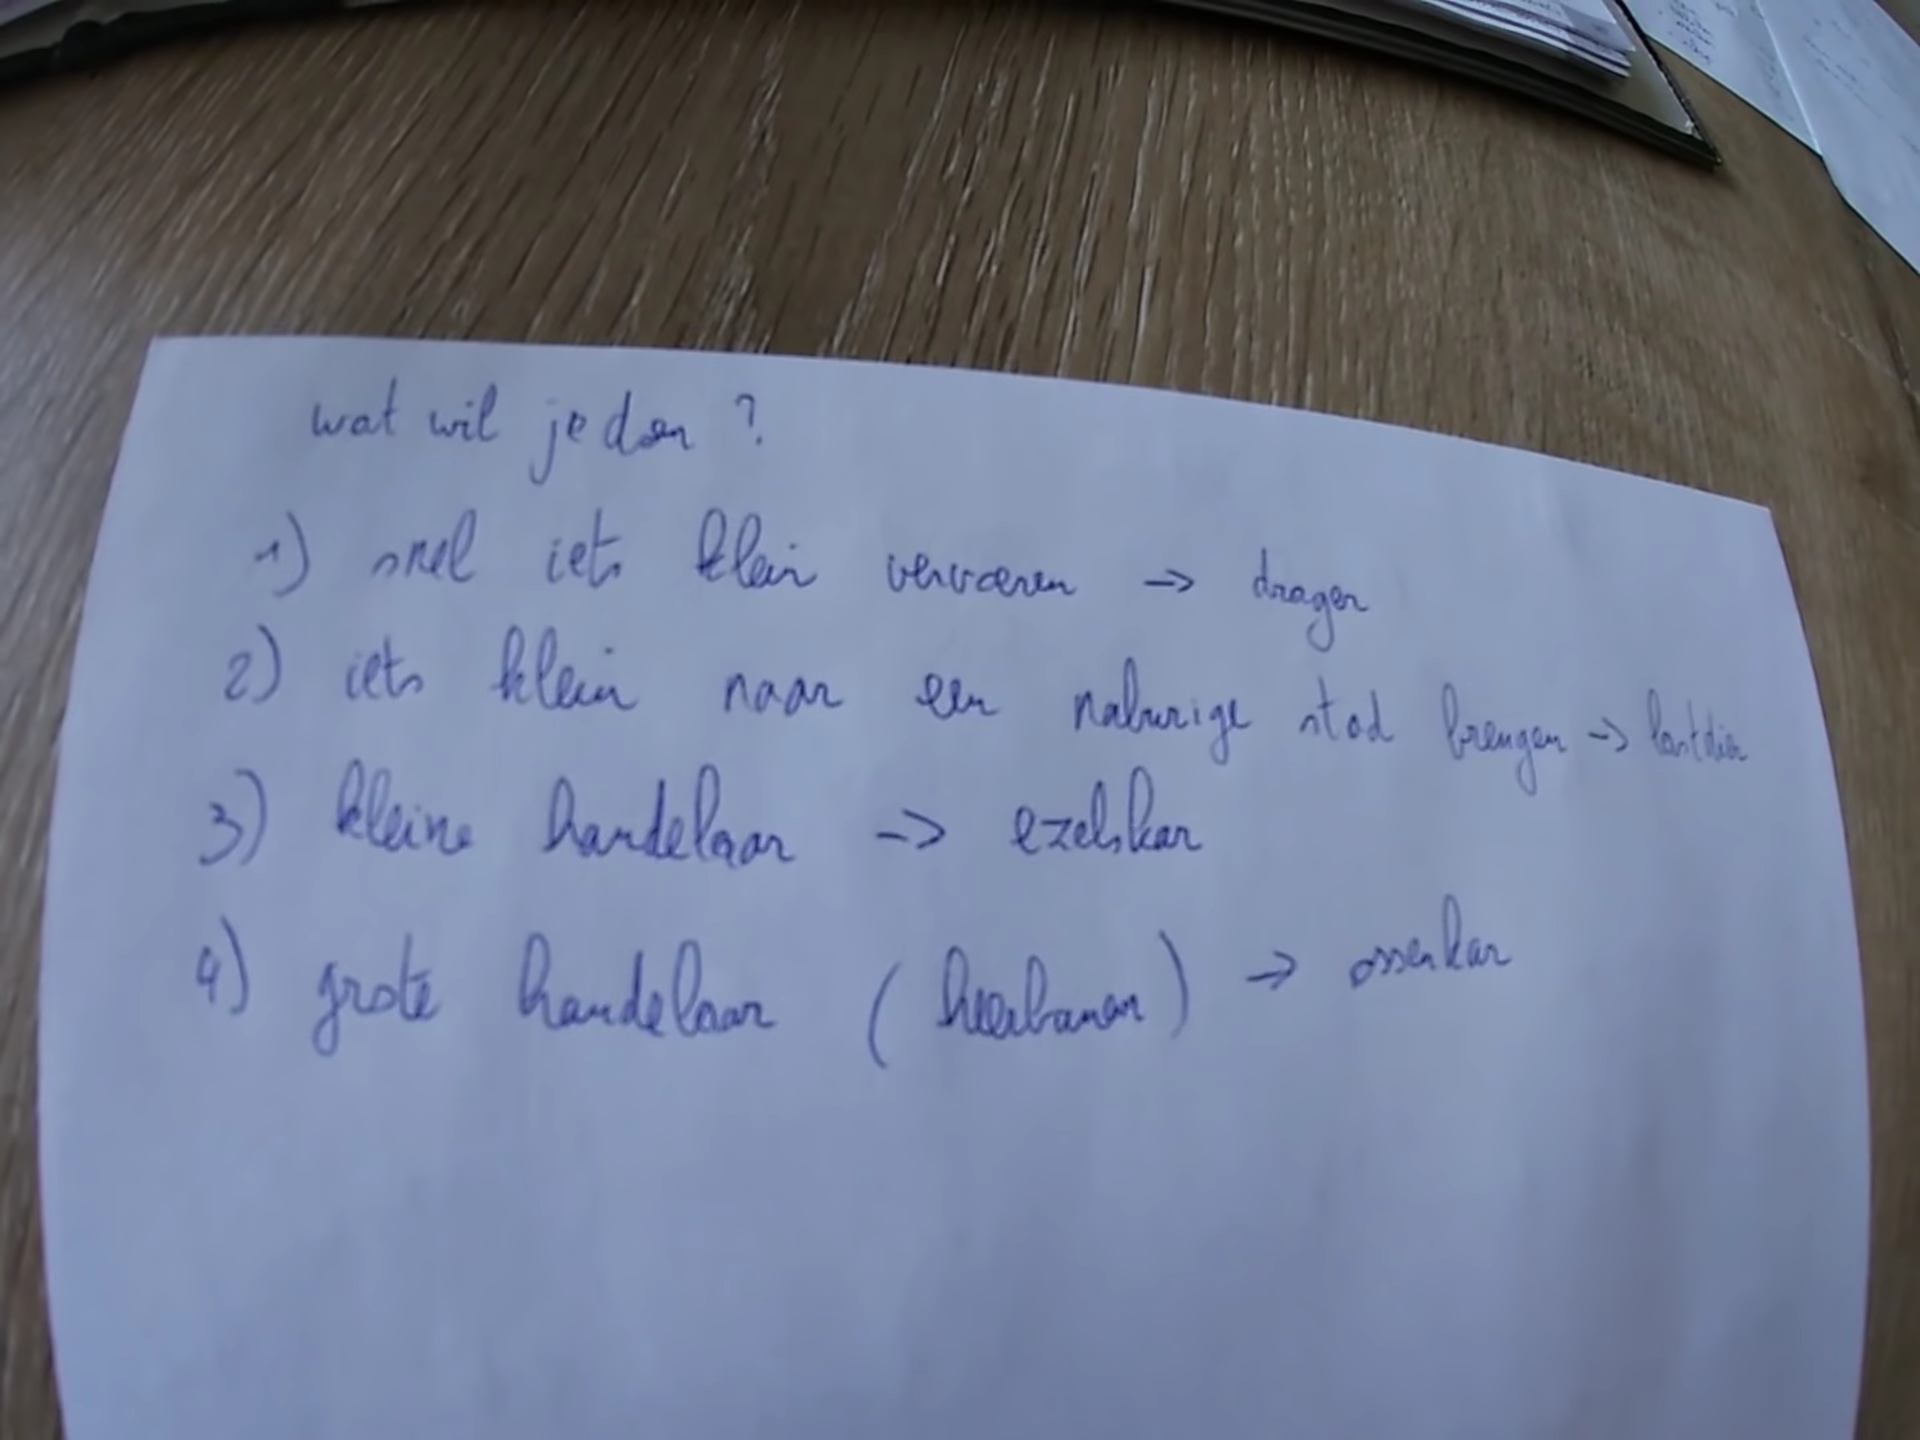 wat wil je doen ?
1) snel iets klein vervoeren -> drager
2) iets klein naar een naburige stad brengen -> lastdier
3) kleine handelaar -> ezelskar
4) grote handelaar ( heerbanen ) -> ossenkar